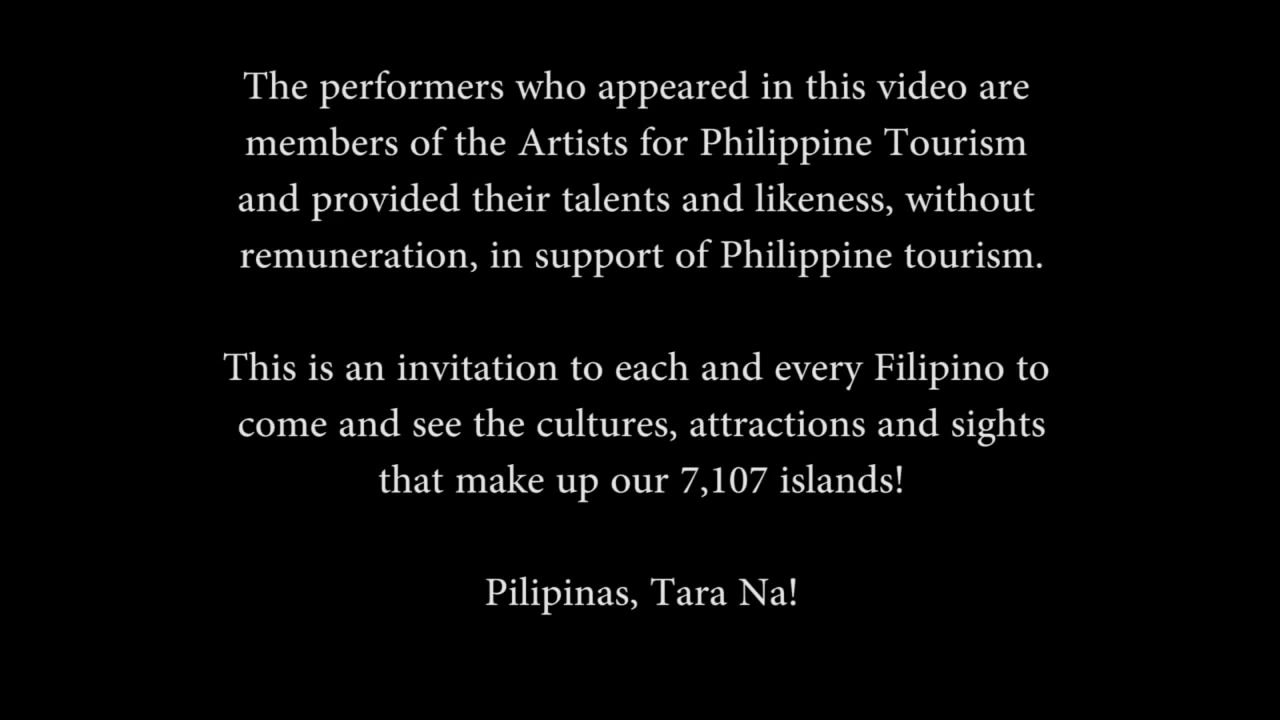 The performers who appeared in this video are
members of the Artists for Philippine Tourism
and provided their talents and likeness, without
remuneration, in support of Philippine tourism.
This is an invitation to each and every Filipino to
come and see the cultures, attractions and sights
that make up our 7,107 islands!
Pilipinas, Tara Na!